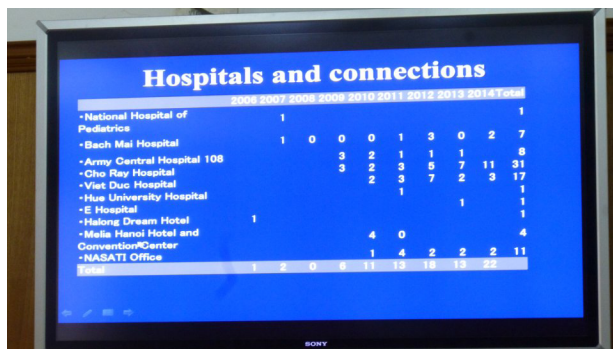 Hospitals and connections
2006 2007 2008 2009 2010 2011 2012 2013 2014 Total
•National Hospital of 1 1
Pediatrics
•Bach Mai Hospital 1 0 0 0 1 3 0 2 7
•Army Central Hospital 108 3 2 1 1 1 8
•Cho Ray Hospital 3 2 3 5 7 11 31
•Viet Duc Hospital 2 3 7 2 3 17
•Hue University Hospital 1 1
•E Hospital 1 1
•Halong Dream Hotel 1 1
•Melia Hanoi Hotel and 4 0 4
Convention Center
•NASATI Office 1 4 2 2 2 11
Total 1 2 0 6 11 13 18 13 22
SONY